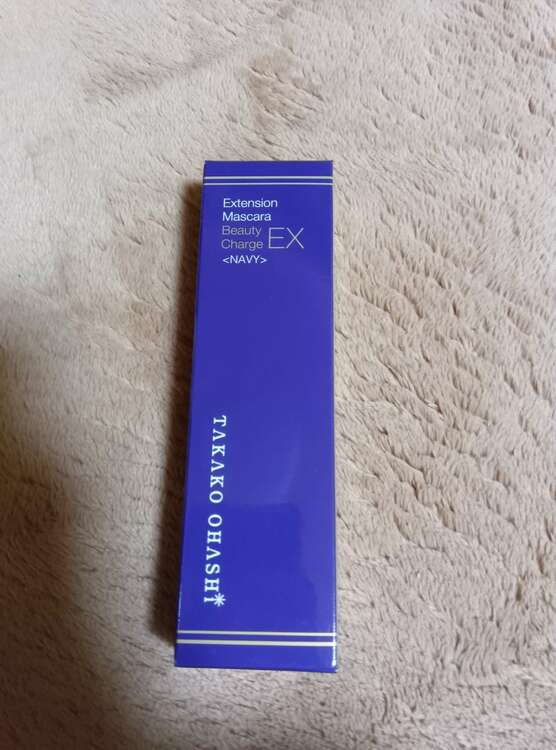 Extension
Mascara
Beauty
Charge EX
<NAVY>
TAKAKO OHASHI